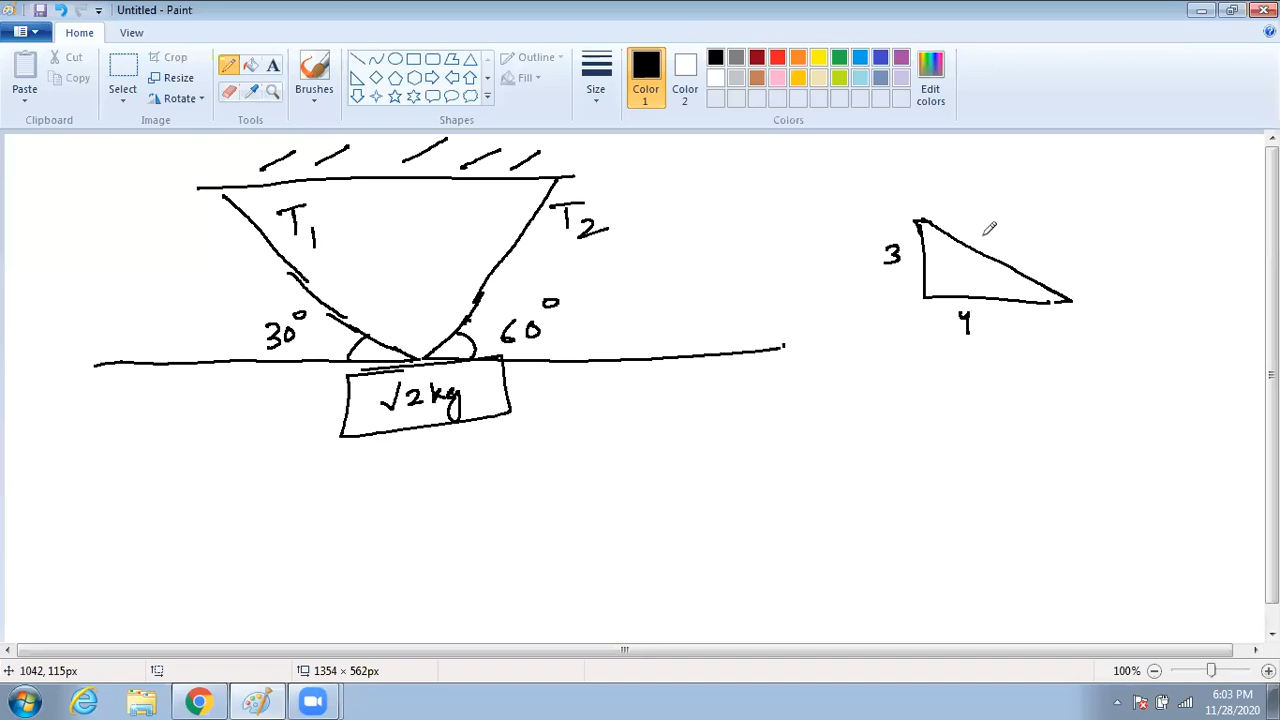 Untitled - Paint
Home
View
Paste
Cut
Copy
Clipboard
Select
Crop
Resize
Rotate
Image
Tools
Brushes
Shapes
Outline
Fill
Size
Color 1
Color 2
Edit colors
Colors
T1
T2
3
4
30°
60°
√2 kg
1042, 115px
1354 × 562px
100%
6:03 PM
11/28/2020